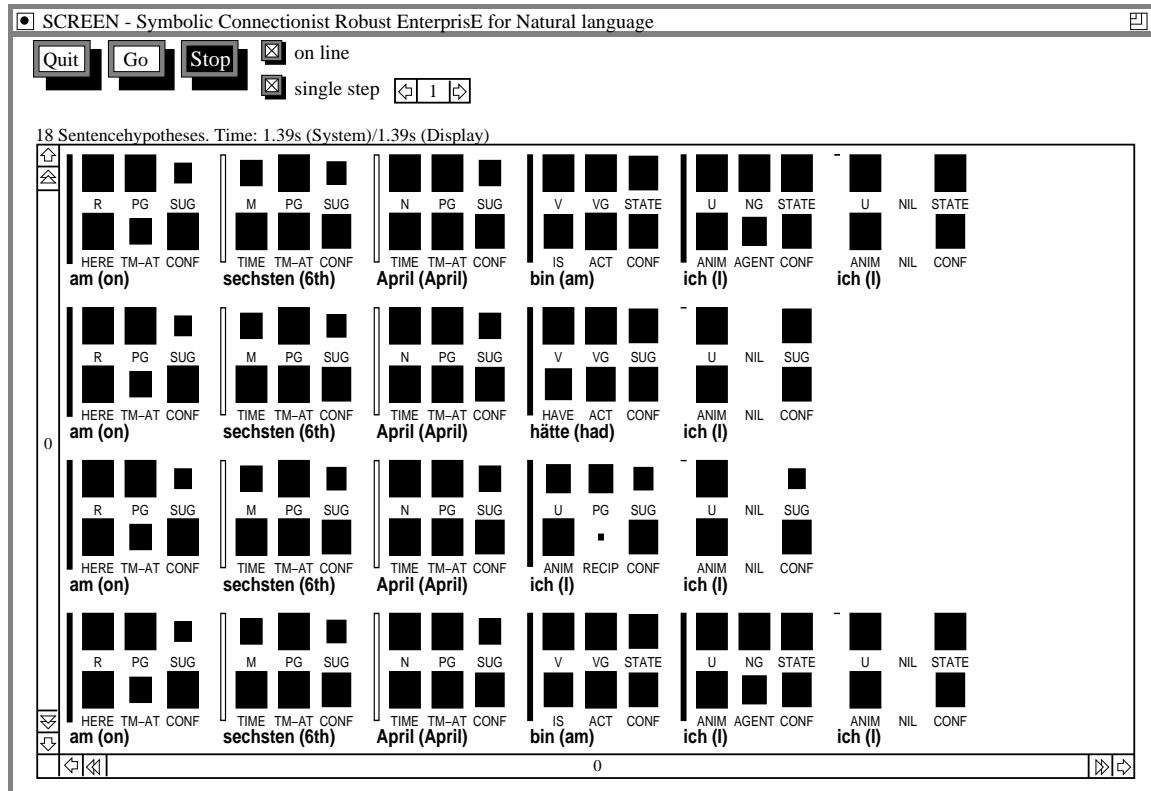 SCREEN - Symbolic Connectionist Robust EnterprisE for Natural language
Quit Go Stop on line
single step 1
18 Sentencehypotheses. Time: 1.39s (System)/1.39s (Display)
R PG SUG M PG SUG N PG SUG V VG STATE U NG STATE U NIL STATE
HERE TM-AT CONF TIME TM-AT CONF TIME TM-AT CONF IS ACT CONF ANIM AGENT CONF ANIM NIL CONF
am (on) sechsten (6th) April (April) bin (am) ich (I) ich (I)
R PG SUG M PG SUG N PG SUG V VG SUG U NIL SUG
HERE TM-AT CONF TIME TM-AT CONF TIME TM-AT CONF HAVE ACT CONF ANIM NIL CONF
am (on) sechsten (6th) April (April) hätte (had) ich (I)
0
R PG SUG M PG SUG N PG SUG U PG SUG U NIL SUG
HERE TM-AT CONF TIME TM-AT CONF TIME TM-AT CONF ANIM RECIP CONF ANIM NIL CONF
am (on) sechsten (6th) April (April) ich (I) ich (I)
R PG SUG M PG SUG N PG SUG V VG STATE U NG STATE U NIL STATE
HERE TM-AT CONF TIME TM-AT CONF TIME TM-AT CONF IS ACT CONF ANIM AGENT CONF ANIM NIL CONF
am (on) sechsten (6th) April (April) bin (am) ich (I) ich (I)
0